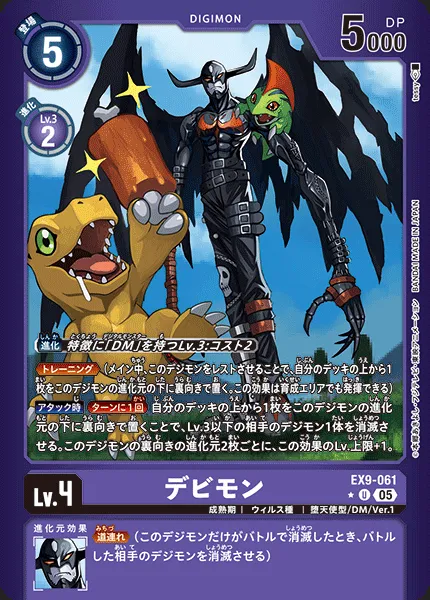 登場
5
DIGIMON
DP
5000
進化
Lv.3
2
tessy
BANDAI MADE IN JAPAN
進化 特徴に「DM」を持つLv.3:コスト2
トレーニング (メイン中、このデジモンをレストさせることで、自分のデッキの上から1
枚をこのデジモンの進化元の下に裏向きで置く、この効果は育成エリアでも発揮できる)
アタック時 ターンに1回 自分のデッキの上から1枚をこのデジモンの進化
元の下に裏向きで置くことで、Lv.3以下の相手のデジモン1体を消滅さ
せる。このデジモンの裏向きの進化元2枚ごとに、この効果のLv.上限+1。
Lv.4
デビモン
EX9-061
U 05
成熟期 | ウィルス種 | 堕天使型/DM/Ver.1
進化元効果
道連れ (このデジモンだけがバトルで消滅したとき、バトル
した相手のデジモンを消滅させる)